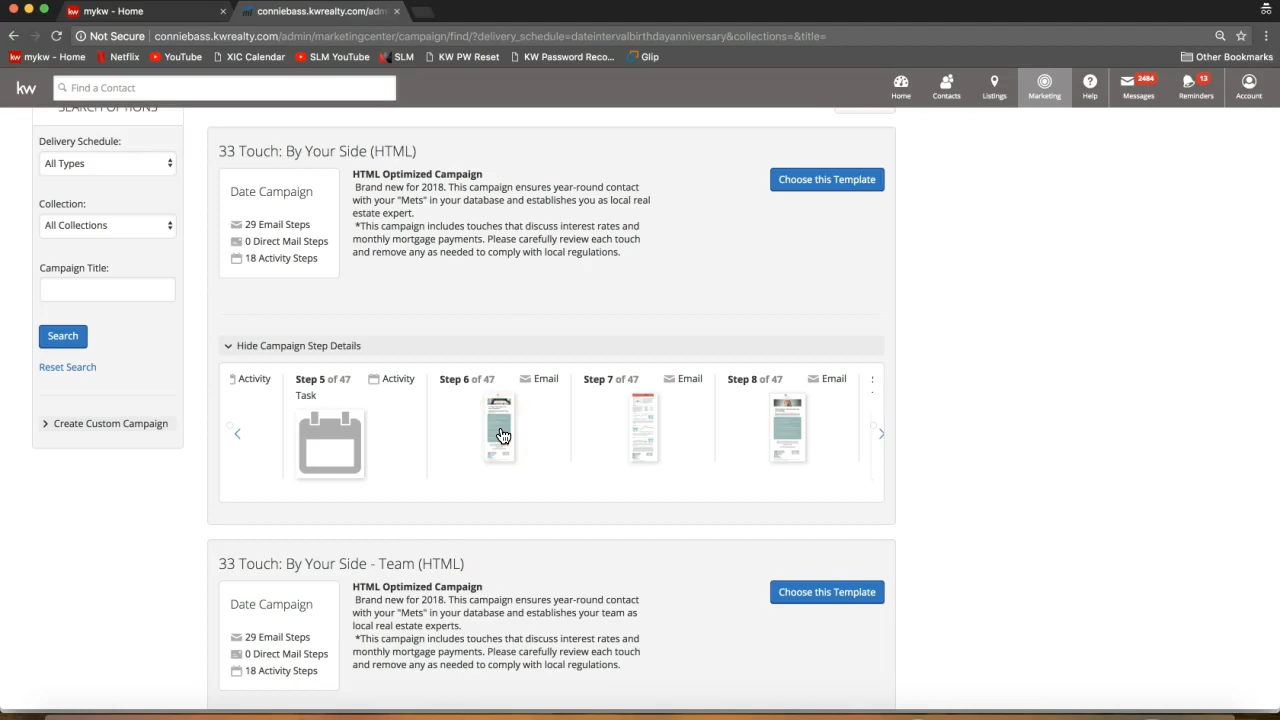 mykw - Home
conniebass.kwrealty.com/adm
Not Secure
conniebass.kwrealty.com/admin/marketingcenter/campaign/find/?delivery_schedule=dateintervalbirthdayanniversary&collections=&title=
mykw - Home
Netflix
YouTube
XIC Calendar
SLM YouTube
SLM
KW PW Reset
KW Password Reco...
Glip
Other Bookmarks
kw
Find a Contact
Home
Contacts
Listings
Marketing
Help
2484
Messages
13
Reminders
Account
SEARCH OPTIONS
Delivery Schedule:
All Types
Collection:
All Collections
Campaign Title:
Search
Reset Search
Create Custom Campaign
33 Touch: By Your Side (HTML)
Date Campaign
29 Email Steps
0 Direct Mail Steps
18 Activity Steps
HTML Optimized Campaign
Brand new for 2018. This campaign ensures year-round contact
with your "Mets" in your database and establishes you as local real
estate expert.
*This campaign includes touches that discuss interest rates and
monthly mortgage payments. Please carefully review each touch
and remove any as needed to comply with local regulations.
Choose this Template
Hide Campaign Step Details
Activity
Step 5 of 47
Activity
Task
Step 6 of 47
Email
Step 7 of 47
Email
Step 8 of 47
Email
33 Touch: By Your Side - Team (HTML)
Date Campaign
29 Email Steps
0 Direct Mail Steps
18 Activity Steps
HTML Optimized Campaign
Brand new for 2018. This campaign ensures year-round contact
with your "Mets" in your database and establishes your team as
local real estate experts.
*This campaign includes touches that discuss interest rates and
monthly mortgage payments. Please carefully review each touch
and remove any as needed to comply with local regulations.
Choose this Template